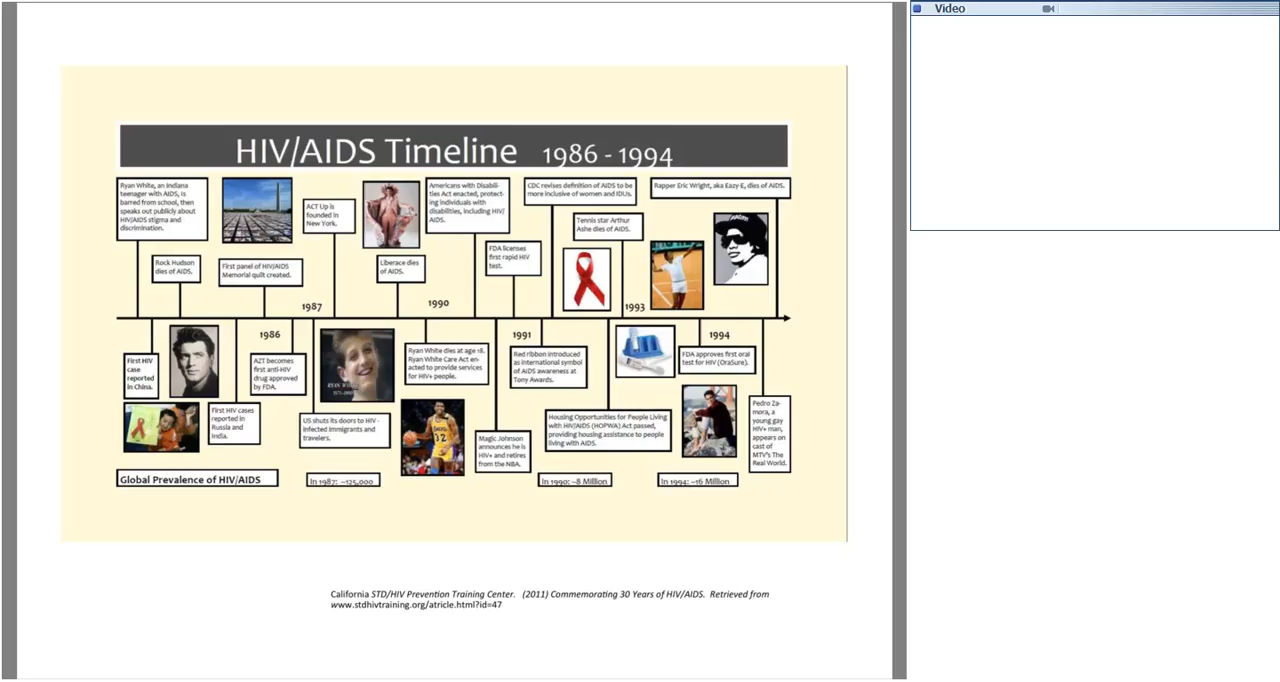 Video
HIV/AIDS Timeline 1986 - 1994
Ryan White, an Indiana
teenager with AIDS, is
barred from school, then
speaks out publicly about
HIV/AIDS stigma and
discrimination.
Rock Hudson
dies of AIDS.
First panel of HIV/AIDS
Memorial quilt created.
ACT Up is
founded in
New York.
Liberace dies
of AIDS.
Americans with Disabili-
ties Act enacted, protect-
ing individuals with
disabilities, including HIV/
AIDS.
FDA licenses
first rapid HIV
test.
CDC revises definition of AIDS to be
more inclusive of women and IDUs.
Tennis star Arthur
Ashe dies of AIDS.
Rapper Eric Wright, aka Eazy-E, dies of AIDS.
1987
1990
1993
1986
1991
1994
First HIV
case
reported
in China.
First HIV cases
reported in
Russia and
India.
AZT becomes
first anti-HIV
drug approved
by FDA.
US shuts its doors to HIV -
infected immigrants and
travelers.
RYAN
Ryan White dies at age 18.
Ryan White Care Act en-
acted to provide services
for HIV+ people.
32
Magic Johnson
announces he is
HIV+ and retires
from the NBA.
Red ribbon introduced
as international symbol
of AIDS awareness at
Tony Awards.
Housing Opportunities for People Living
with HIV/AIDS (HOPWA) Act passed,
providing housing assistance to people
living with AIDS.
FDA approves first oral
test for HIV (OraSure).
Pedro Za-
mora, a
young gay
HIV+ man,
appears on
cast of
MTV's The
Real World.
Global Prevalence of HIV/AIDS
In 1987: ~125,000
In 1990: ~8 Million
In 1994: ~16 Million
California STD/HIV Prevention Training Center. (2011) Commemorating 30 Years of HIV/AIDS. Retrieved from
www.stdhivtraining.org/atricle.html?id=47